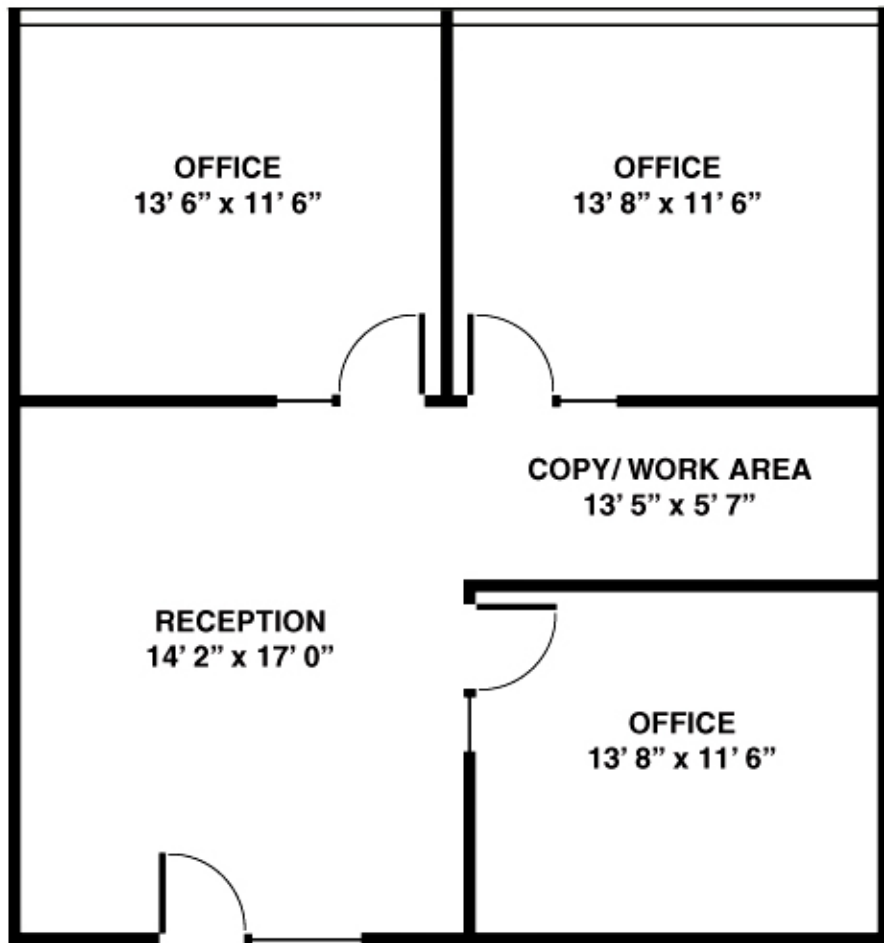 OFFICE
13’ 6” x 11’ 6”
OFFICE
13’ 8” x 11’ 6”
COPY/ WORK AREA
13’ 5” x 5’ 7”
RECEPTION
14’ 2” x 17’ 0”
OFFICE
13’ 8” x 11’ 6”